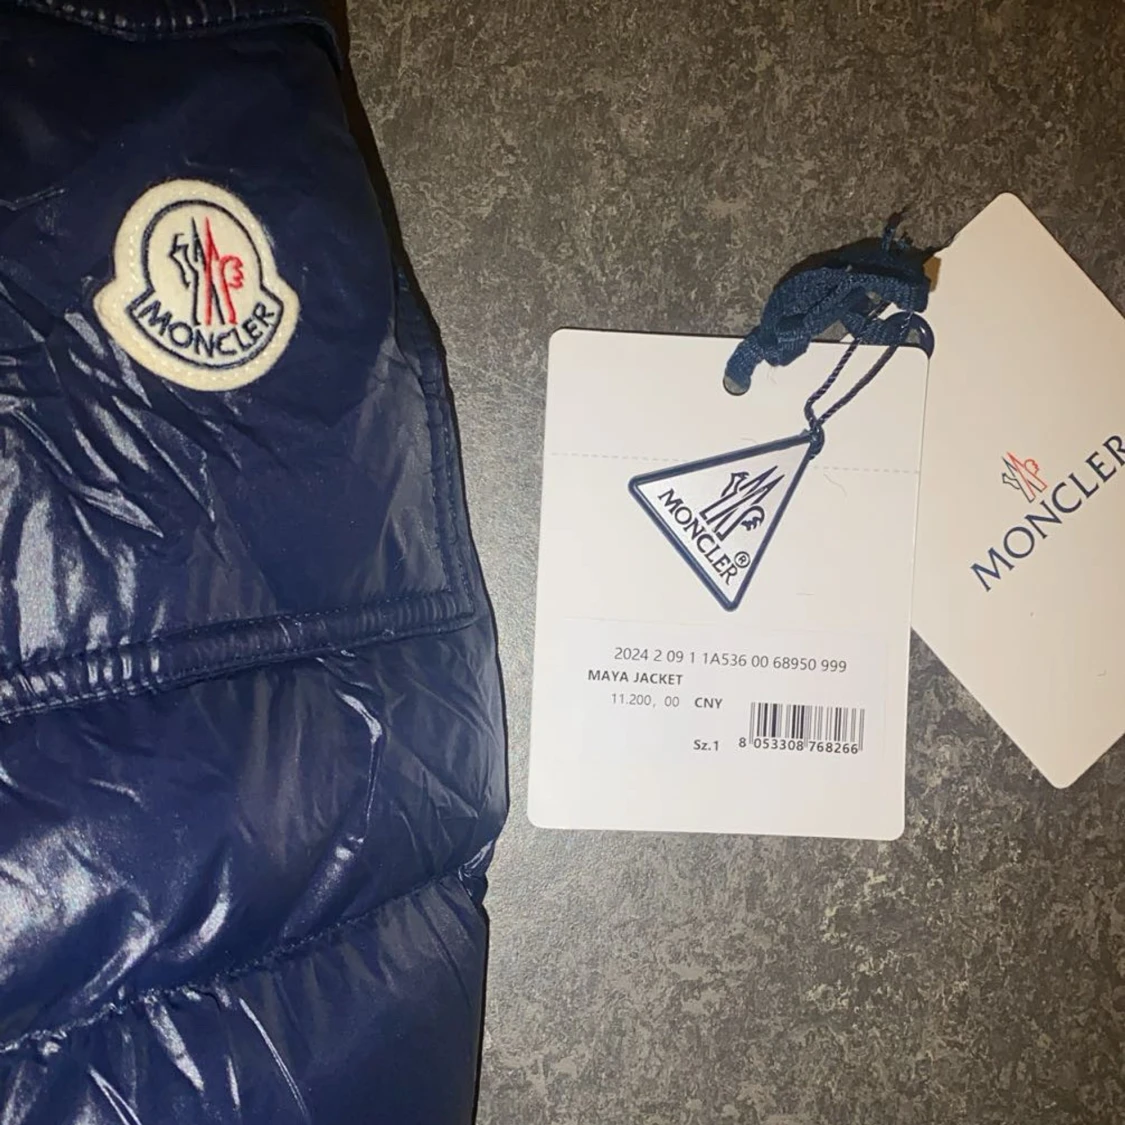 MONCLER
MONCLER
MONCLER®
2024 2 09 1 1A536 00 68950 999
MAYA JACKET
11.200, 00 CNY
Sz.1
8 053308 768266